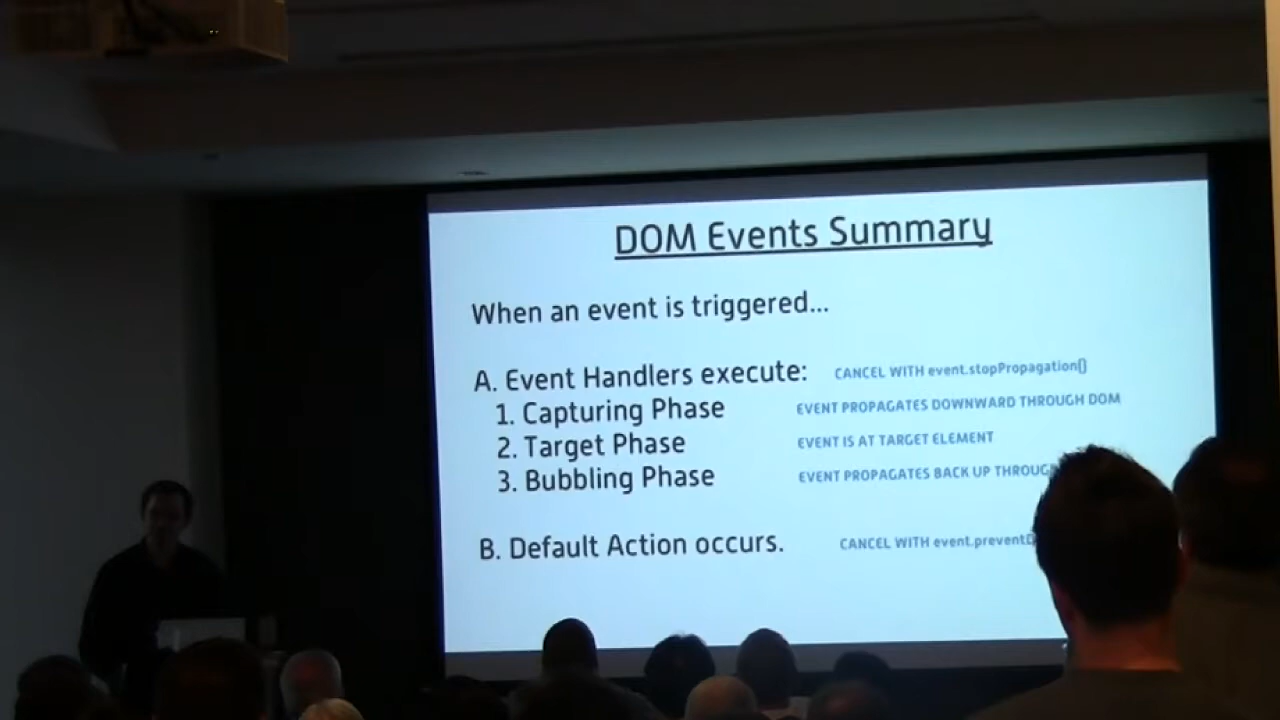 DOM Events Summary
When an event is triggered...
A. Event Handlers execute: CANCEL WITH event.stopPropagation()
1. Capturing Phase EVENT PROPAGATES DOWNWARD THROUGH DOM
2. Target Phase EVENT IS AT TARGET ELEMENT
3. Bubbling Phase EVENT PROPAGATES BACK UP
B. Default Action occurs. CANCEL WITH